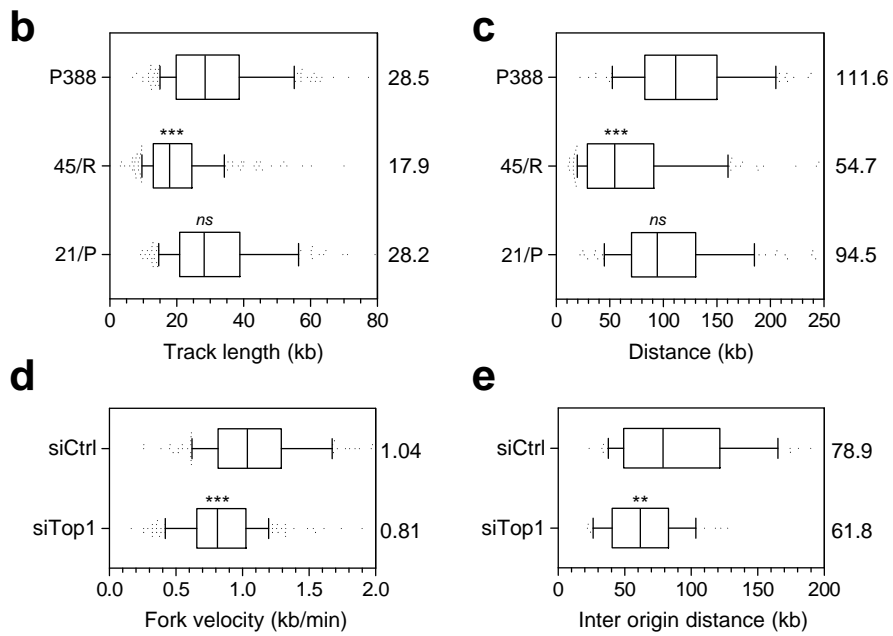 b
P388
28.5
***
45/R
17.9
ns
21/P
28.2
0 20 40 60 80
Track length (kb)
c
P388
111.6
***
45/R
54.7
ns
21/P
94.5
0 50 100 150 200 250
Distance (kb)
d
siCtrl
1.04
***
siTop1
0.81
0.0 0.5 1.0 1.5 2.0
Fork velocity (kb/min)
e
siCtrl
78.9
**
siTop1
61.8
0 50 100 150 200
Inter origin distance (kb)